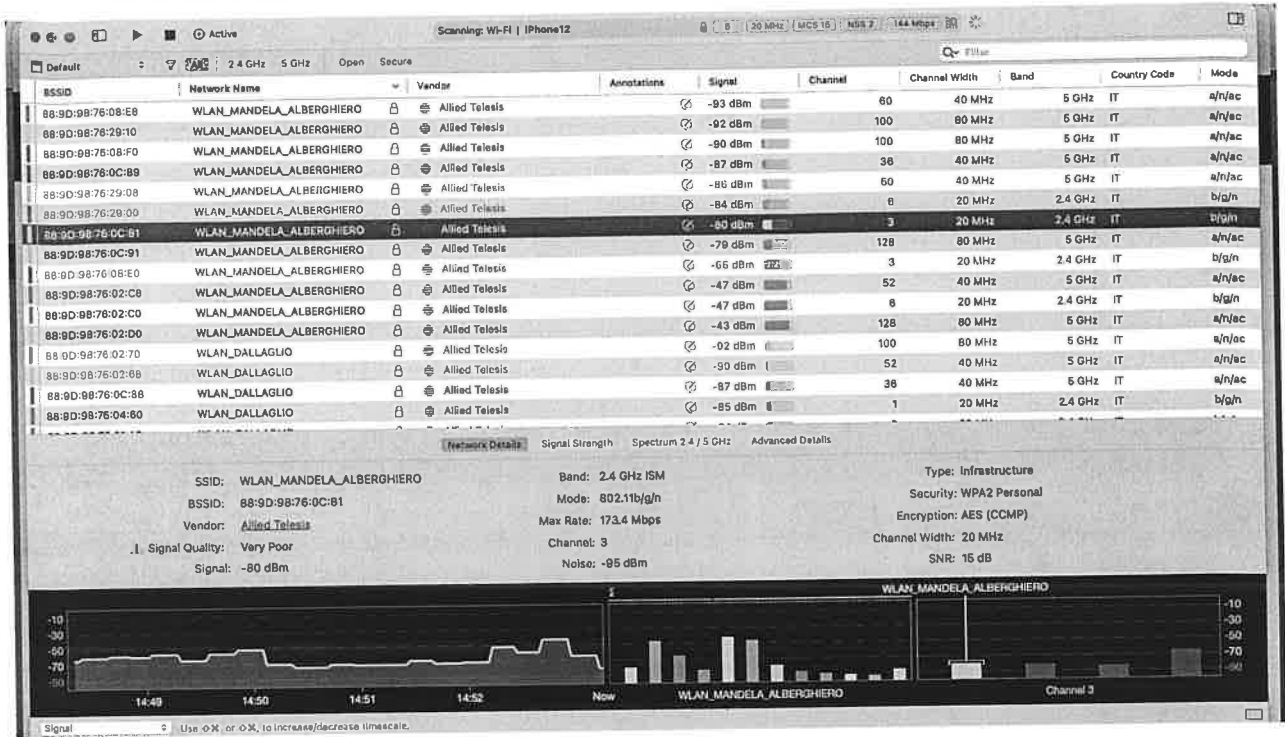 Active Scanning: Wi-Fi | iPhone12 6 20 MHz MCS 15 NSS 2 144 Mbps
Default 2.4 GHz 5 GHz Open Secure Filter
BSSID Network Name Vendor Annotations Signal Channel Channel Width Band Country Code Mode
88:9D:98:76:08:E8 WLAN_MANDELA_ALBERGHIERO Allied Telesis -93 dBm 60 40 MHz 5 GHz IT a/n/ac
88:9D:98:76:29:10 WLAN_MANDELA_ALBERGHIERO Allied Telesis -92 dBm 100 80 MHz 5 GHz IT a/n/ac
88:9D:98:76:08:F0 WLAN_MANDELA_ALBERGHIERO Allied Telesis -90 dBm 100 80 MHz 5 GHz IT a/n/ac
88:9D:98:76:0C:89 WLAN_MANDELA_ALBERGHIERO Allied Telesis -87 dBm 36 40 MHz 5 GHz IT a/n/ac
88:9D:98:76:29:08 WLAN_MANDELA_ALBERGHIERO Allied Telesis -86 dBm 60 40 MHz 5 GHz IT a/n/ac
88:9D:98:76:29:00 WLAN_MANDELA_ALBERGHIERO Allied Telesis -84 dBm 6 20 MHz 2.4 GHz IT b/g/n
88:9D:98:76:0C:81 WLAN_MANDELA_ALBERGHIERO Allied Telesis -80 dBm 3 20 MHz 2.4 GHz IT b/g/n
88:9D:98:76:0C:91 WLAN_MANDELA_ALBERGHIERO Allied Telesis -79 dBm 128 80 MHz 5 GHz IT a/n/ac
88:9D:98:76:08:E0 WLAN_MANDELA_ALBERGHIERO Allied Telesis -66 dBm 3 20 MHz 2.4 GHz IT b/g/n
88:9D:98:76:02:C8 WLAN_MANDELA_ALBERGHIERO Allied Telesis -47 dBm 52 40 MHz 5 GHz IT a/n/ac
88:9D:98:76:02:C0 WLAN_MANDELA_ALBERGHIERO Allied Telesis -47 dBm 6 20 MHz 2.4 GHz IT b/g/n
88:9D:98:76:02:D0 WLAN_MANDELA_ALBERGHIERO Allied Telesis -43 dBm 128 80 MHz 5 GHz IT a/n/ac
88:9D:98:76:02:70 WLAN_DALLAGLIO Allied Telesis -92 dBm 100 80 MHz 5 GHz IT a/n/ac
88:9D:98:76:02:68 WLAN_DALLAGLIO Allied Telesis -90 dBm 52 40 MHz 5 GHz IT a/n/ac
88:9D:98:76:0C:88 WLAN_DALLAGLIO Allied Telesis -87 dBm 36 40 MHz 5 GHz IT a/n/ac
88:9D:98:76:04:60 WLAN_DALLAGLIO Allied Telesis -85 dBm 1 20 MHz 2.4 GHz IT b/g/n
Network Details Signal Strength Spectrum 2.4 / 5 GHz Advanced Details
SSID: WLAN_MANDELA_ALBERGHIERO Band: 2.4 GHz ISM Type: Infrastructure
BSSID: 88:9D:98:76:0C:81 Mode: 802.11b/g/n Security: WPA2 Personal
Vendor: Allied Telesis Max Rate: 173.4 Mbps Encryption: AES (CCMP)
Signal Quality: Very Poor Channel: 3 Channel Width: 20 MHz
Signal: -80 dBm Noise: -95 dBm SNR: 15 dB
WLAN_MANDELA_ALBERGHIERO
-10 -10
-30 -30
-50 -50
-70 -70
-90 -90
14:49 14:50 14:51 14:52 Now WLAN_MANDELA_ALBERGHIERO Channel 3
Signal Use ⇧⌘, or ⇧⌘, to increase/decrease timescale.